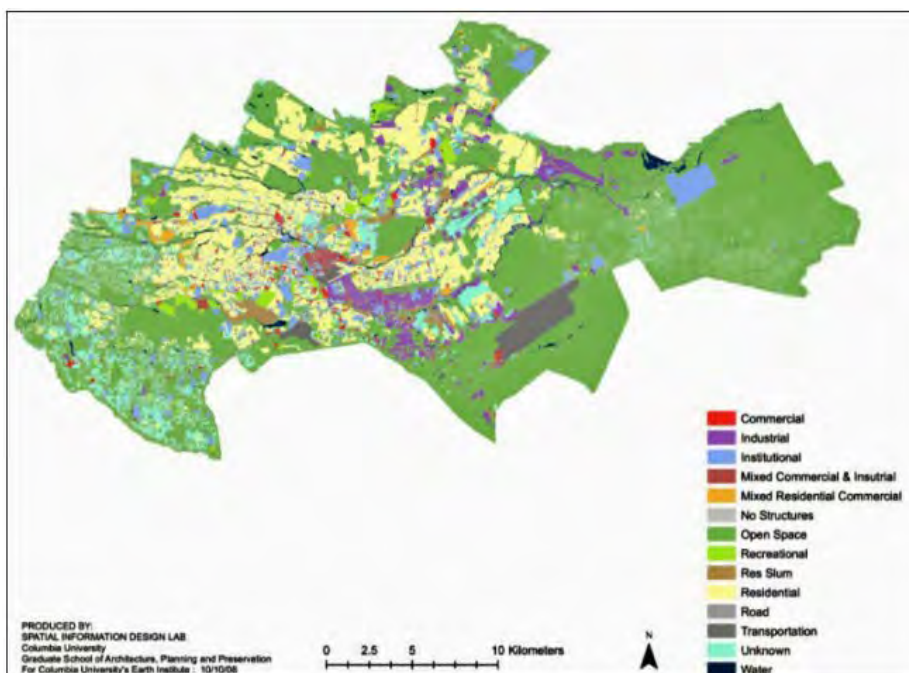 Commercial
Industrial
Institutional
Mixed Commercial & Insutrial
Mixed Residential Commercial
No Structures
Open Space
Recreational
Res Slum
Residential
Road
Transportation
Unknown
Water
PRODUCED BY:
SPATIAL INFORMATION DESIGN LAB
Columbia University
Graduate School of Architecture, Planning and Preservation
For Columbia University's Earth Institute : 10/10/08
0 2.5 5 10 Kilometers
N